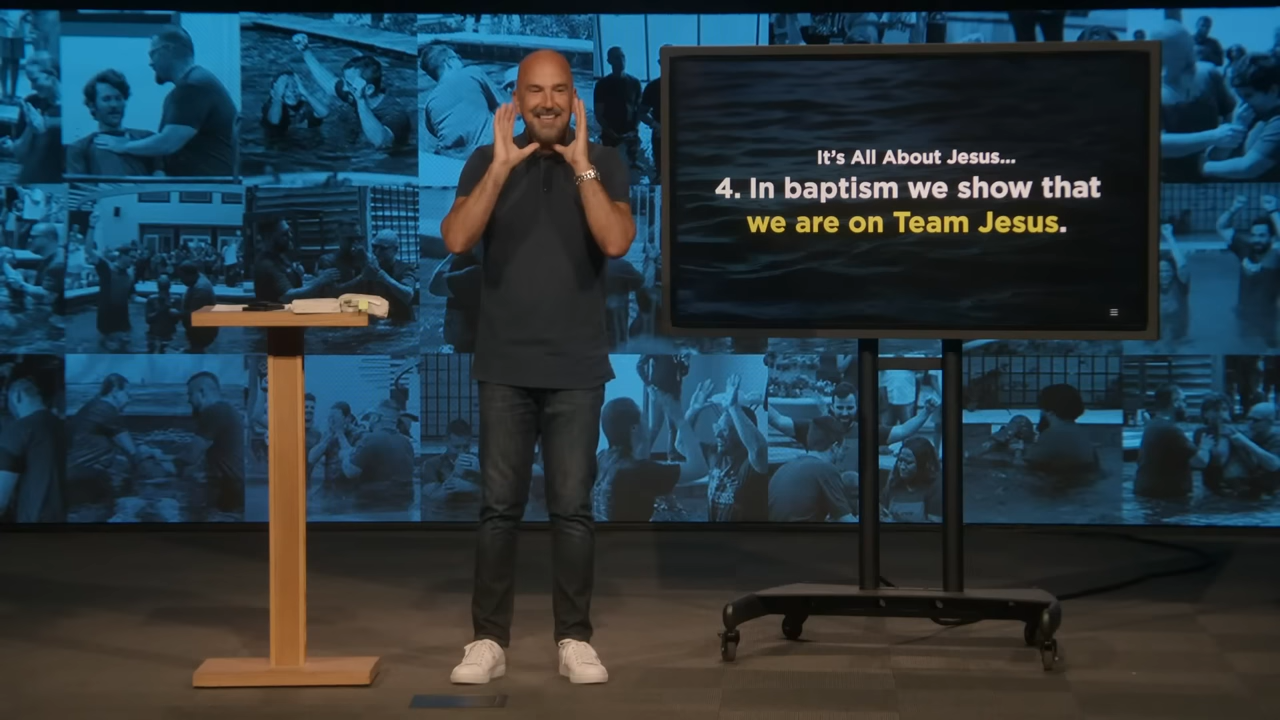 It’s All About Jesus...
4. In baptism we show that
we are on Team Jesus.